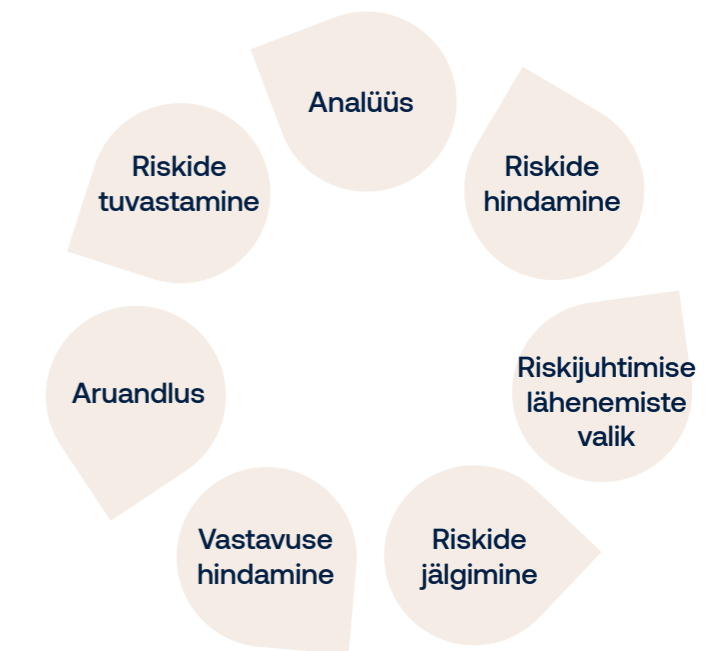 Analüüs
Riskide
hindamine
Riskijuhtimise
lähenemiste
valik
Riskide
jälgimine
Vastavuse
hindamine
Aruandlus
Riskide
tuvastamine